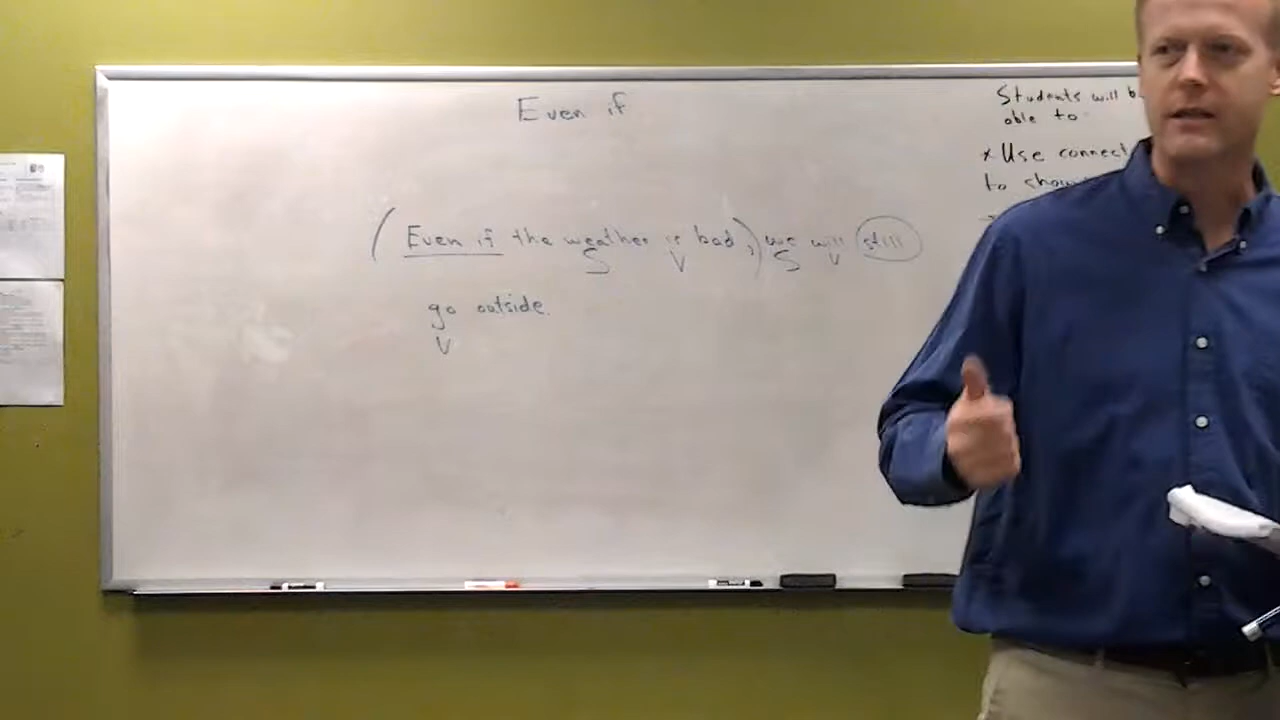 Even if
(Even if the weather is bad,) we will still
S V S V
go outside.
V
Students will b
able to
* Use connect
to show